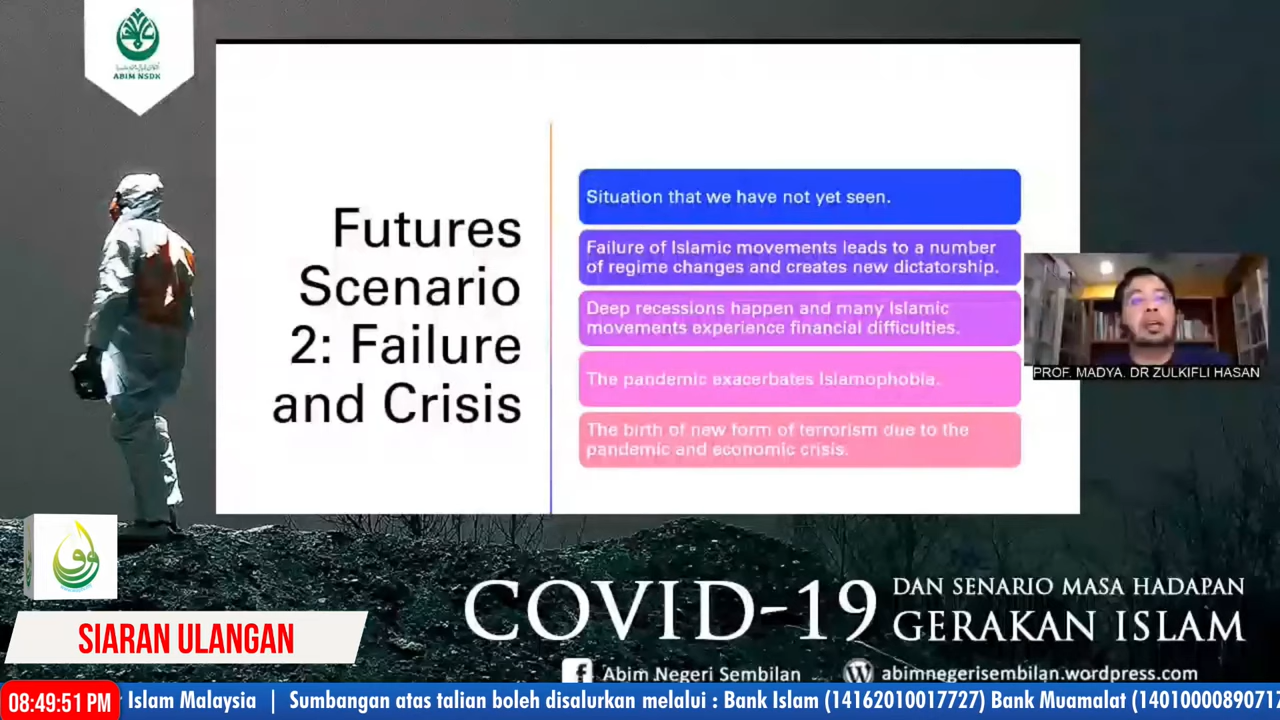 ABIM NSDK
Futures
Scenario
2: Failure
and Crisis
Situation that we have not yet seen.
Failure of Islamic movements leads to a number
of regime changes and creates new dictatorship.
Deep recessions happen and many Islamic
movements experience financial difficulties.
The pandemic exacerbates Islamophobia.
The birth of new form of terrorism due to the
pandemic and economic crisis.
PROF. MADYA. DR ZULKIFLI HASAN
COVID-19
DAN SENARIO MASA HADAPAN
GERAKAN ISLAM
SIARAN ULANGAN
Abim Negeri Sembilan
abimnegerisembilan.wordpress.com
08:49:51 PM
Islam Malaysia | Sumbangan atas talian boleh disalurkan melalui : Bank Islam (14162010017727) Bank Muamalat (1401000089071